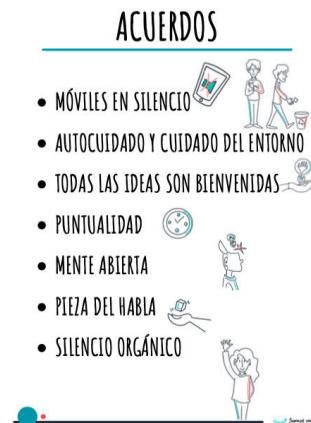 ACUERDOS
MÓVILES EN SILENCIO
AUTOCUIDADO Y CUIDADO DEL ENTORNO
TODAS LAS IDEAS SON BIENVENIDAS
PUNTUALIDAD
MENTE ABIERTA
PIEZA DEL HABLA
SILENCIO ORGÁNICO
Somos